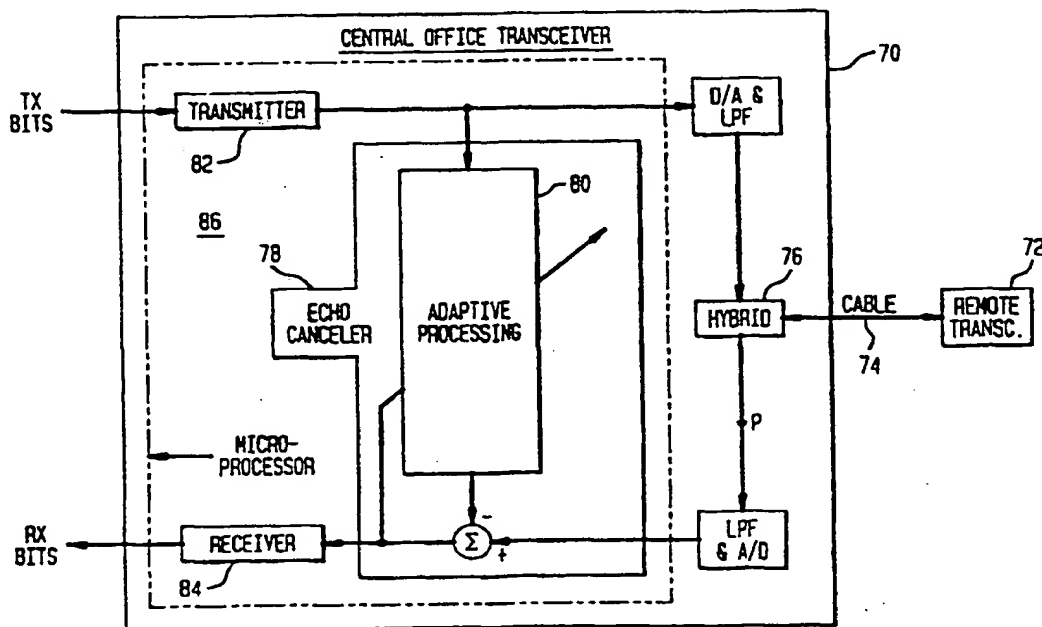 CENTRAL OFFICE TRANSCEIVER
70
TX
BITS
TRANSMITTER
82
D/A &
LPF
80
86
78
ECHO
CANCELER
ADAPTIVE
PROCESSING
76
HYBRID
CABLE
74
72
REMOTE
TRANSC.
P
MICRO-
PROCESSOR
-
Σ
+
RX
BITS
RECEIVER
84
LPF
& A/D